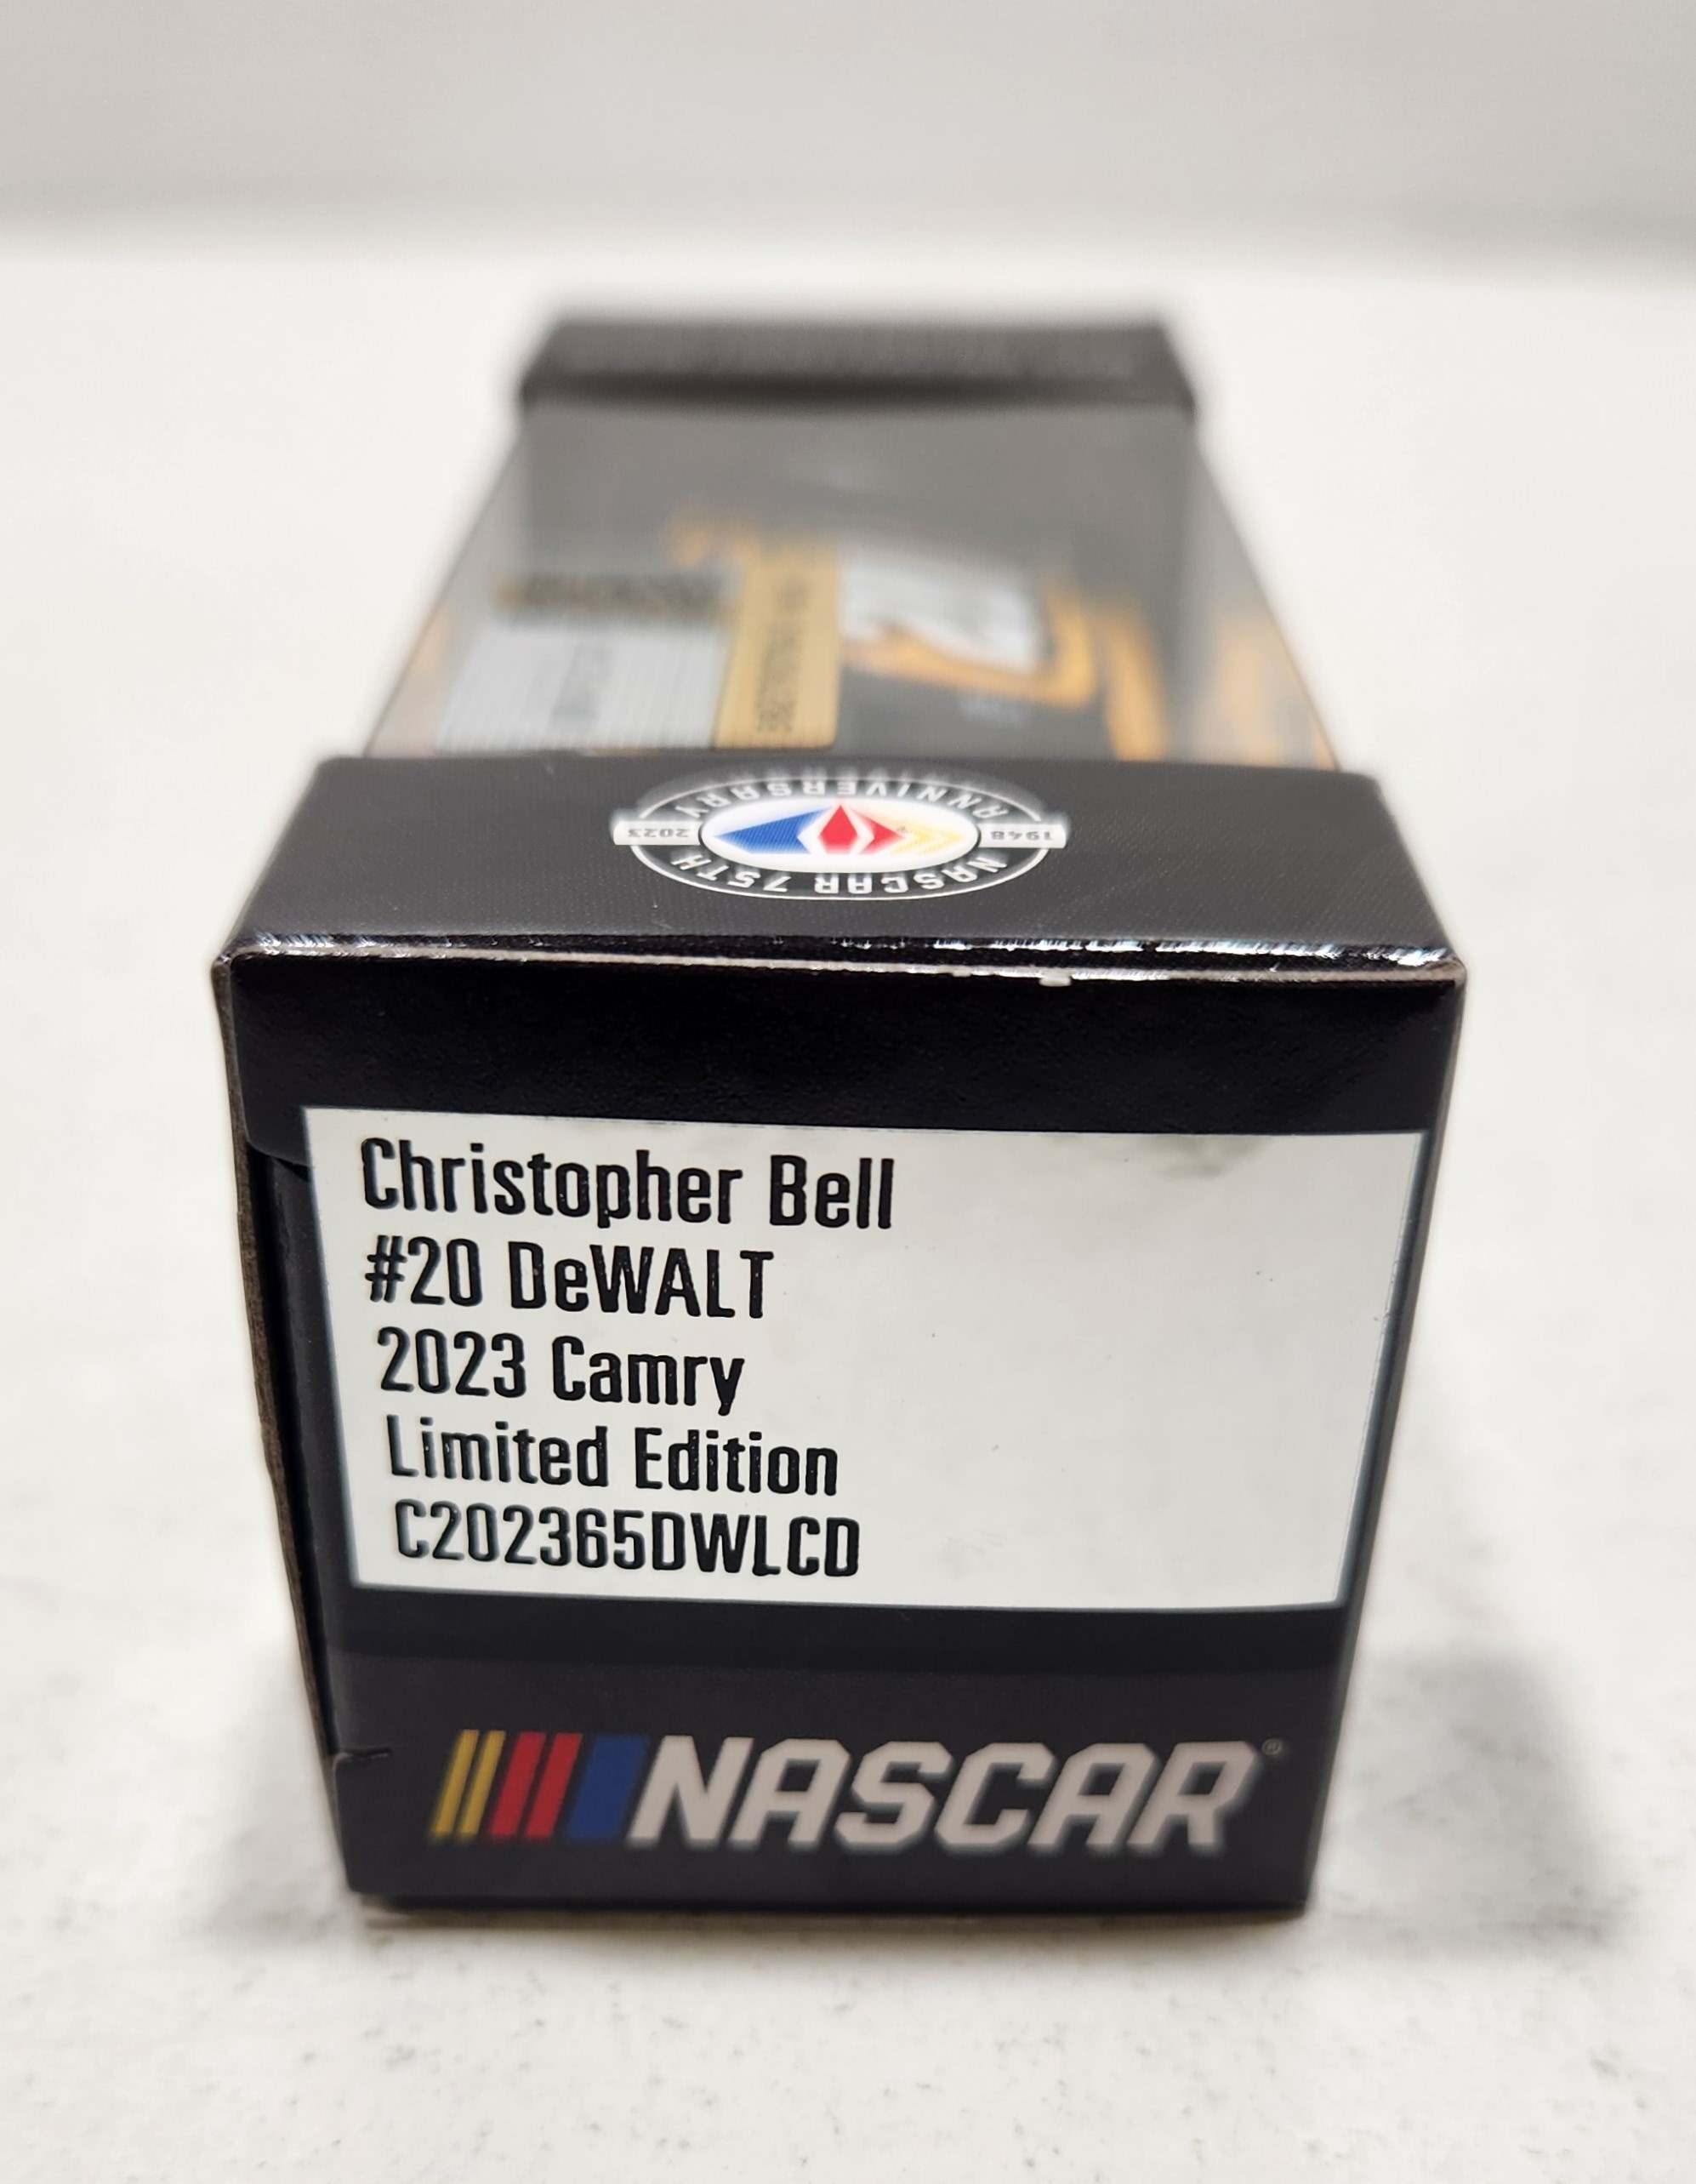 NASCAR 75TH ANNIVERSARY
1948 2023
Christopher Bell
#20 DeWALT
2023 Camry
Limited Edition
C202365DWLCD
NASCAR®